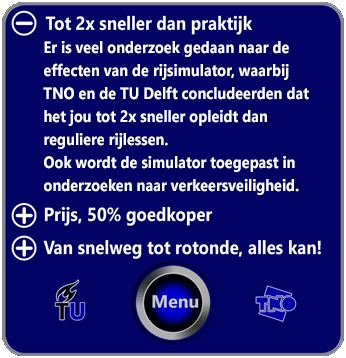 Tot 2x sneller dan praktijk
Er is veel onderzoek gedaan naar de
effecten van de rijsimulator, waarbij
TNO en de TU Delft concludeerden dat
het jou tot 2x sneller opleidt dan
reguliere rijlessen.
Ook wordt de simulator toegepast in
onderzoeken naar verkeersveiligheid.
Prijs, 50% goedkoper
Van snelweg tot rotonde, alles kan!
TU
Menu
TNO